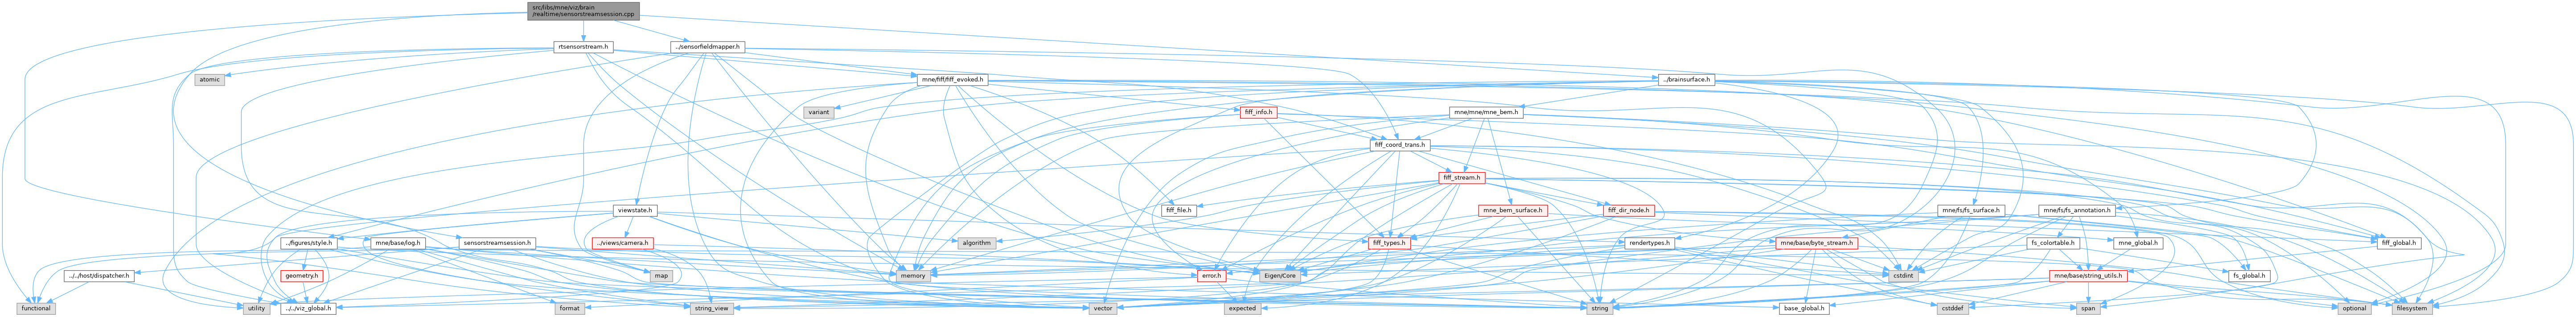 src/libs/mne/viz/brain
/realtime/sensorstreamsession.cpp
rtsensorstream.h
../sensorfieldmapper.h
atomic
mne/fiff/fiff_evoked.h
../brainsurface.h
variant
fiff_info.h
mne/mne/mne_bem.h
fiff_coord_trans.h
fiff_stream.h
viewstate.h
fiff_file.h
mne_bem_surface.h
fiff_dir_node.h
mne/fs/fs_surface.h
mne/fs/fs_annotation.h
../figures/style.h
mne/base/log.h
sensorstreamsession.h
../views/camera.h
algorithm
fiff_types.h
rendertypes.h
mne/base/byte_stream.h
mne_global.h
fs_colortable.h
fiff_global.h
../../host/dispatcher.h
geometry.h
map
memory
Eigen/Core
error.h
cstdint
mne/base/string_utils.h
fs_global.h
functional
utility
../../viz_global.h
format
string_view
vector
expected
string
base_global.h
cstddef
span
optional
filesystem